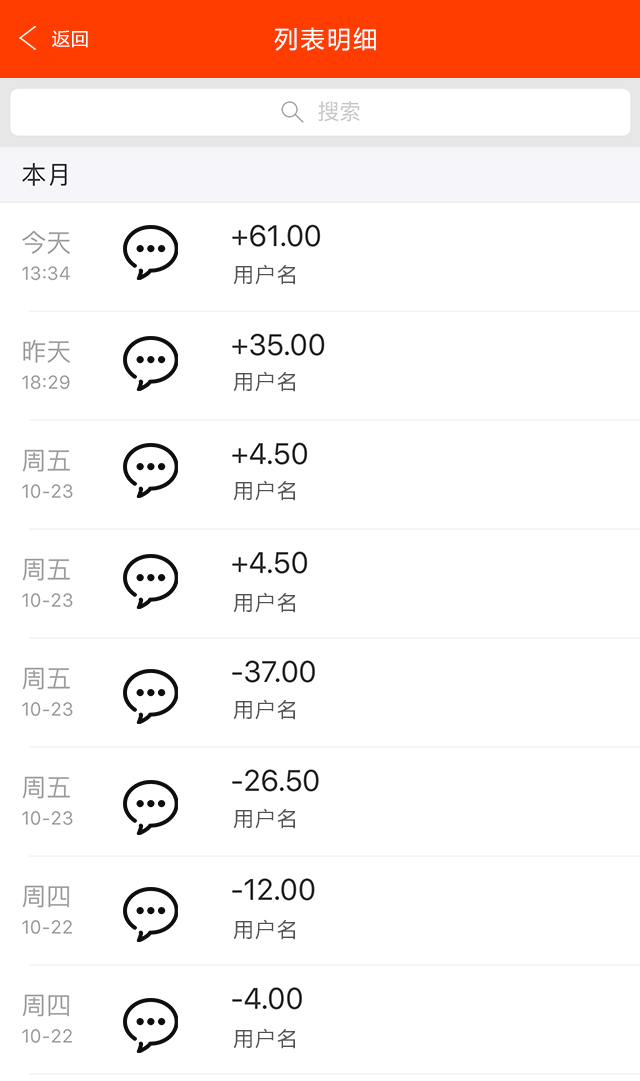 返回
列表明细
搜索
本月
今天
+61.00
13:34
用户名
昨天
+35.00
18:29
用户名
周五
+4.50
10-23
用户名
周五
+4.50
10-23
用户名
周五
-37.00
10-23
用户名
周五
-26.50
10-23
用户名
周四
-12.00
10-22
用户名
周四
-4.00
10-22
用户名